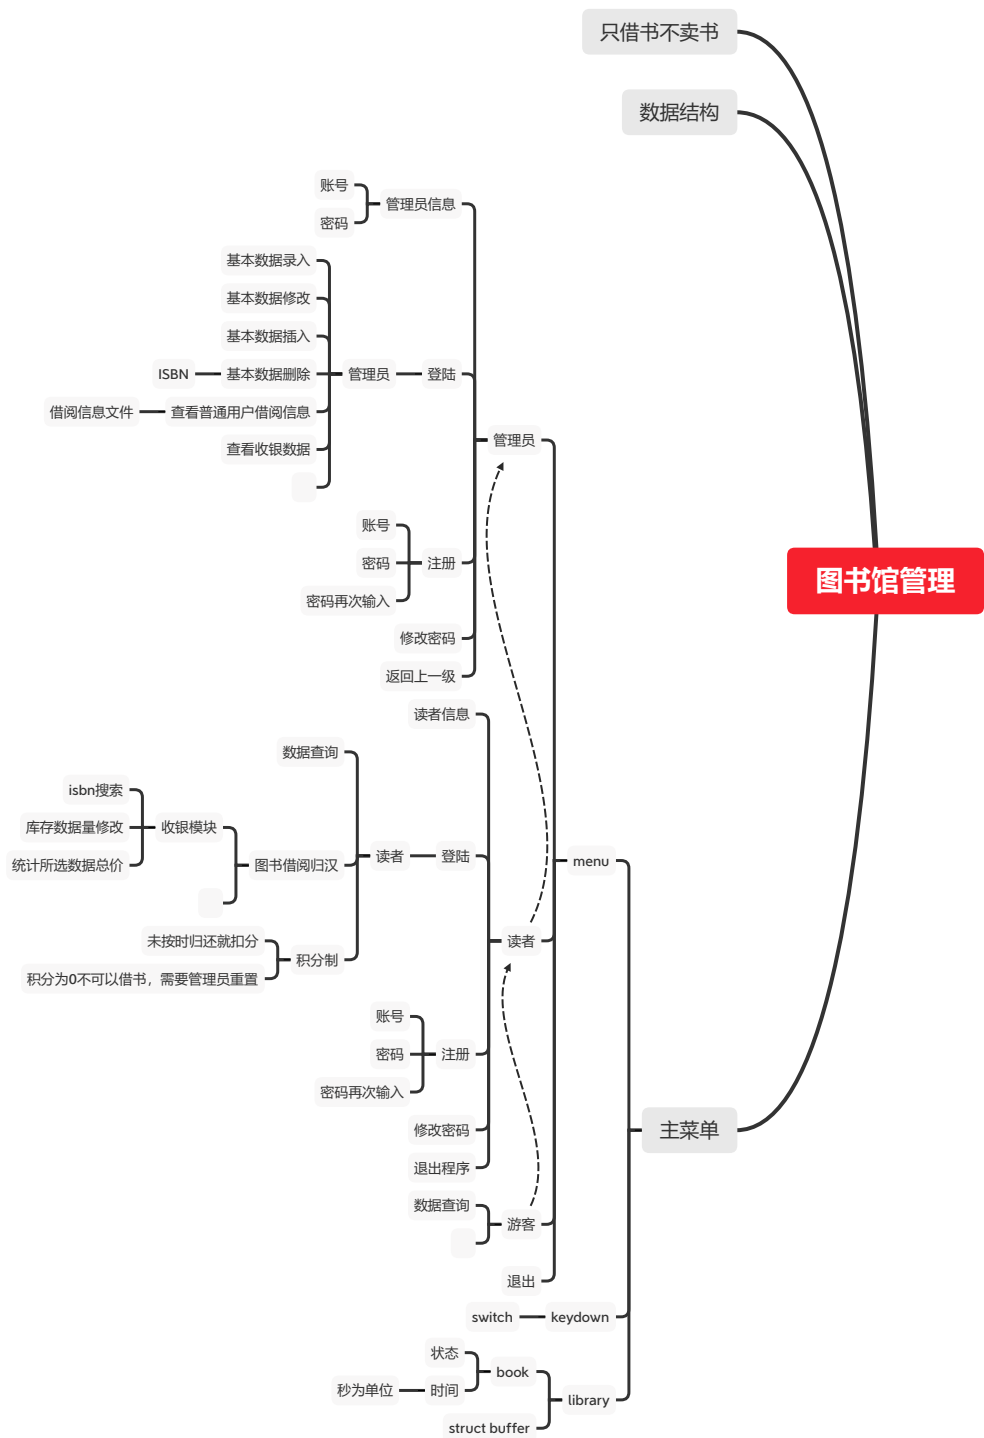 只借书不卖书
数据结构
账号
管理员信息
密码
基本数据录入
基本数据修改
基本数据插入
ISBN
基本数据删除
管理员
登陆
借阅信息文件
查看普通用户借阅信息
管理员
查看收银数据
账号
密码
注册
密码再次输入
图书馆管理
修改密码
返回上一级
读者信息
数据查询
isbn搜索
库存数据量修改
收银模块
统计所选数据总价
图书借阅归汉
读者
登陆
menu
未按时归还就扣分
读者
积分制
积分为0不可以借书，需要管理员重置
账号
密码
注册
密码再次输入
修改密码
主菜单
退出程序
数据查询
游客
退出
switch
keydown
状态
book
秒为单位
时间
library
struct buffer